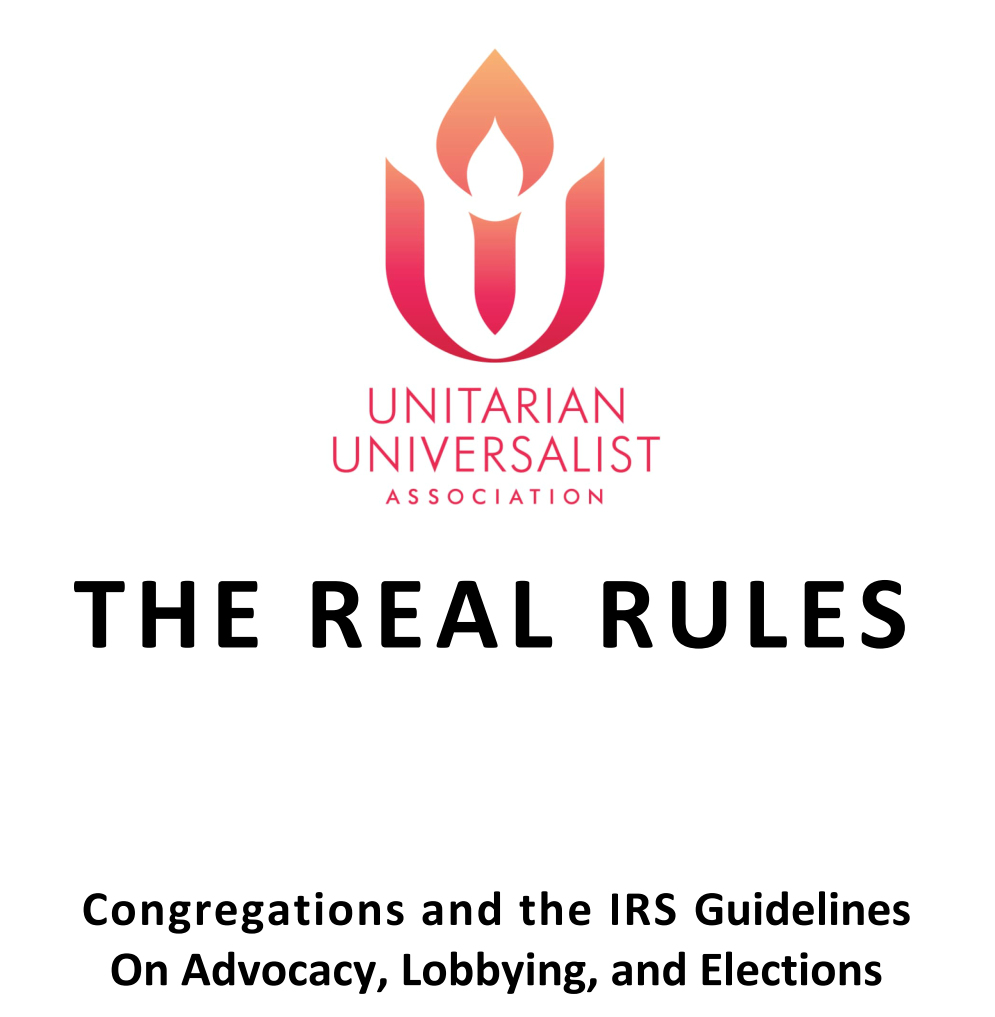 UNITARIAN
UNIVERSALIST
ASSOCIATION
THE REAL RULES
Congregations and the IRS Guidelines
On Advocacy, Lobbying, and Elections